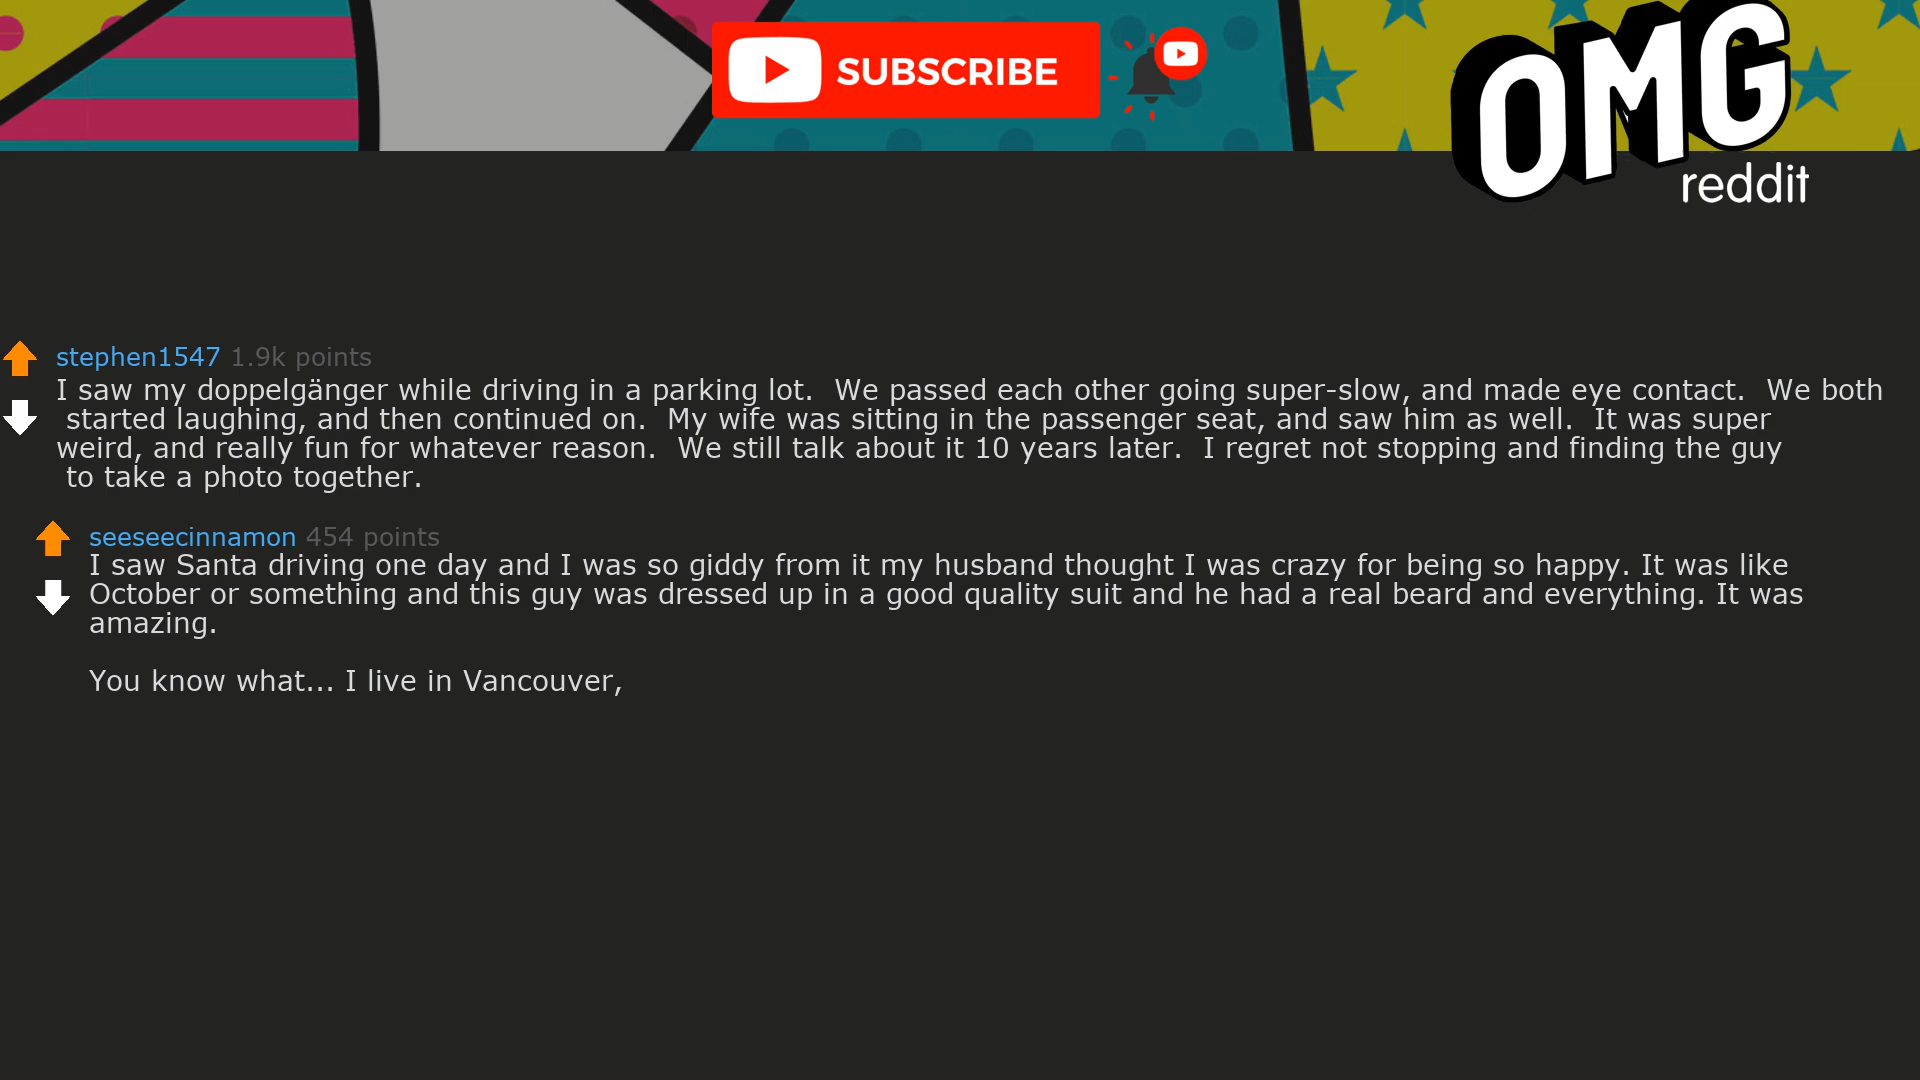 SUBSCRIBE
OMG
reddit
stephen1547 1.9k points
I saw my doppelgänger while driving in a parking lot.  We passed each other going super-slow, and made eye contact.  We both
started laughing, and then continued on.  My wife was sitting in the passenger seat, and saw him as well.  It was super
weird, and really fun for whatever reason.  We still talk about it 10 years later.  I regret not stopping and finding the guy
to take a photo together.
seeseecinnamon 454 points
I saw Santa driving one day and I was so giddy from it my husband thought I was crazy for being so happy. It was like
October or something and this guy was dressed up in a good quality suit and he had a real beard and everything. It was
amazing.
You know what... I live in Vancouver,